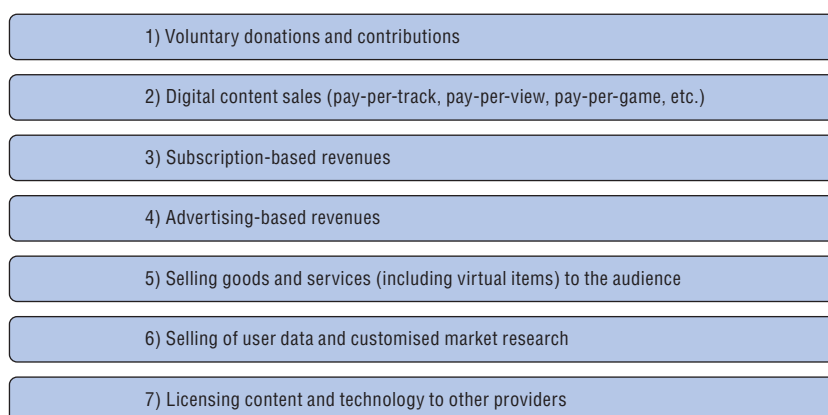 1) Voluntary donations and contributions
2) Digital content sales (pay-per-track, pay-per-view, pay-per-game, etc.)
3) Subscription-based revenues
4) Advertising-based revenues
5) Selling goods and services (including virtual items) to the audience
6) Selling of user data and customised market research
7) Licensing content and technology to other providers